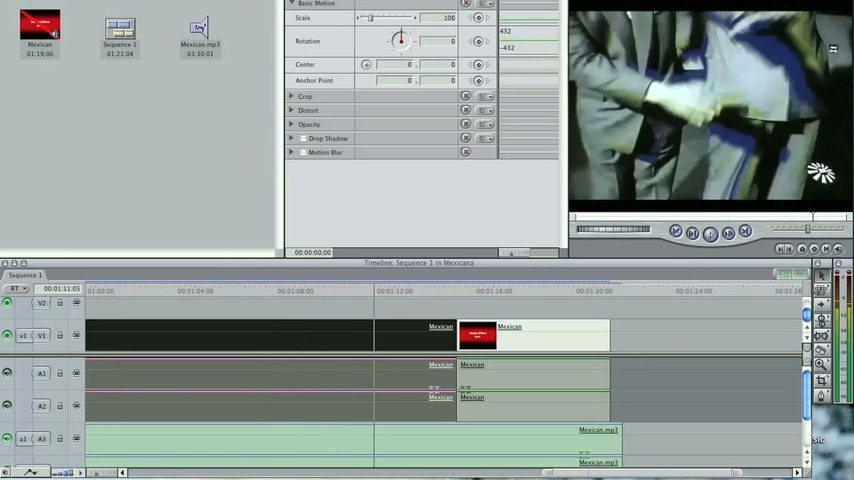 Mexican
01:19;06
Sequence 1
01:21:04
Mexican.mp3
03:30:01
Basic Motion
Scale
100
Rotation
0
432
-432
Center
0 , 0
Anchor Point
0 , 0
Crop
Distort
Opacity
Drop Shadow
Motion Blur
00:00:00;00
Timeline: Sequence 1 in Mexicana
Sequence 1
RT
00:01:11:05
01:00:00
00:01:04:00
00:01:08:00
00:01:12:00
00:01:16:00
00:01:20:00
00:01:24:00
00:01:28
V2
v1 V1
Mexican
Mexican
A1
Mexican
Mexican
A2
Mexican
Mexican
a1 A3
Mexican.mp3
Mexican.mp3
sic